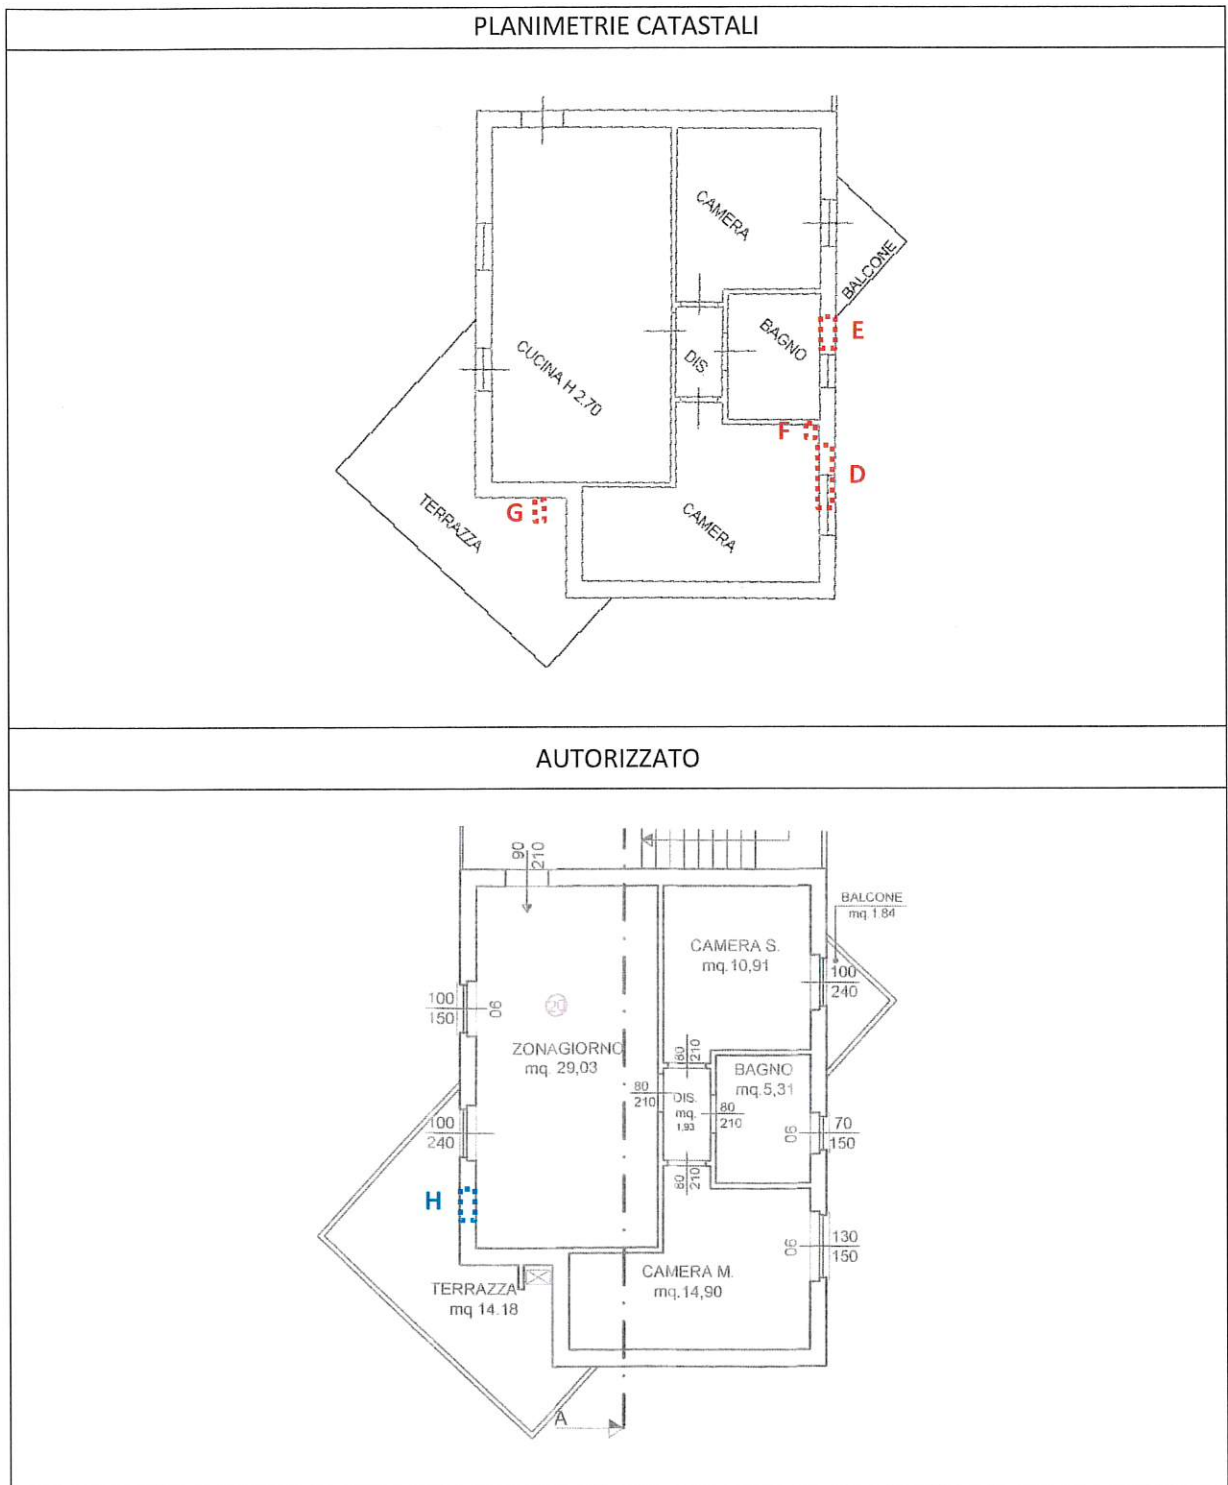 PLANIMETRIE CATASTALI
CAMERA
BALCONE
E
BAGNO
DIS.
CUCINA H 2.70
F
D
G
TERRAZZA
CAMERA
AUTORIZZATO
90
210
BALCONE
mq.1.84
CAMERA S.
mq.10,91
100
240
100
150
90
20
ZONAGIORNO
mq. 29,03
80
210
BAGNO
mq.5,31
80
210
DIS.
mq.
1,93
80
210
100
240
90
70
150
80
210
H
90
130
150
CAMERA M.
mq.14,90
TERRAZZA
mq 14.18
A